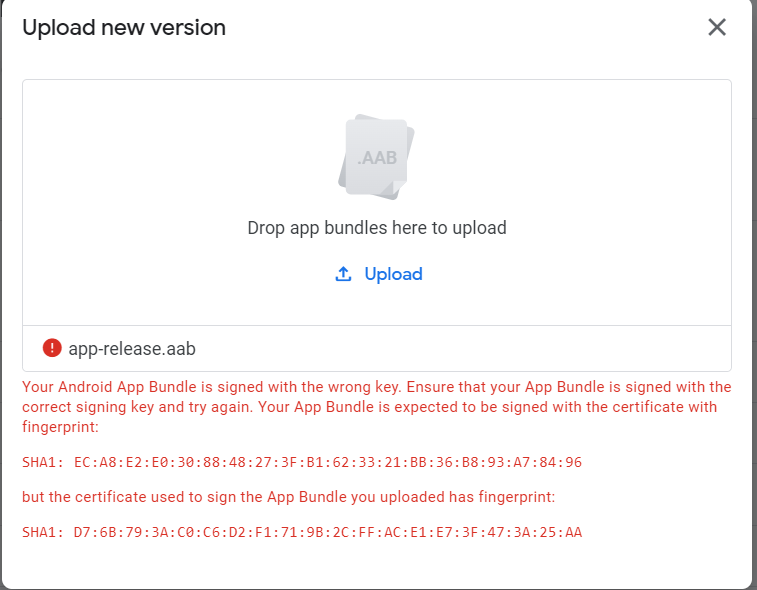 Upload new version
.AAB
Drop app bundles here to upload
Upload
app-release.aab
Your Android App Bundle is signed with the wrong key. Ensure that your App Bundle is signed with the
correct signing key and try again. Your App Bundle is expected to be signed with the certificate with
fingerprint:
SHA1: EC:A8:E2:E0:30:88:48:27:3F:B1:62:33:21:BB:36:B8:93:A7:84:96
but the certificate used to sign the App Bundle you uploaded has fingerprint:
SHA1: D7:6B:79:3A:C0:C6:D2:F1:71:9B:2C:FF:AC:E1:E7:3F:47:3A:25:AA